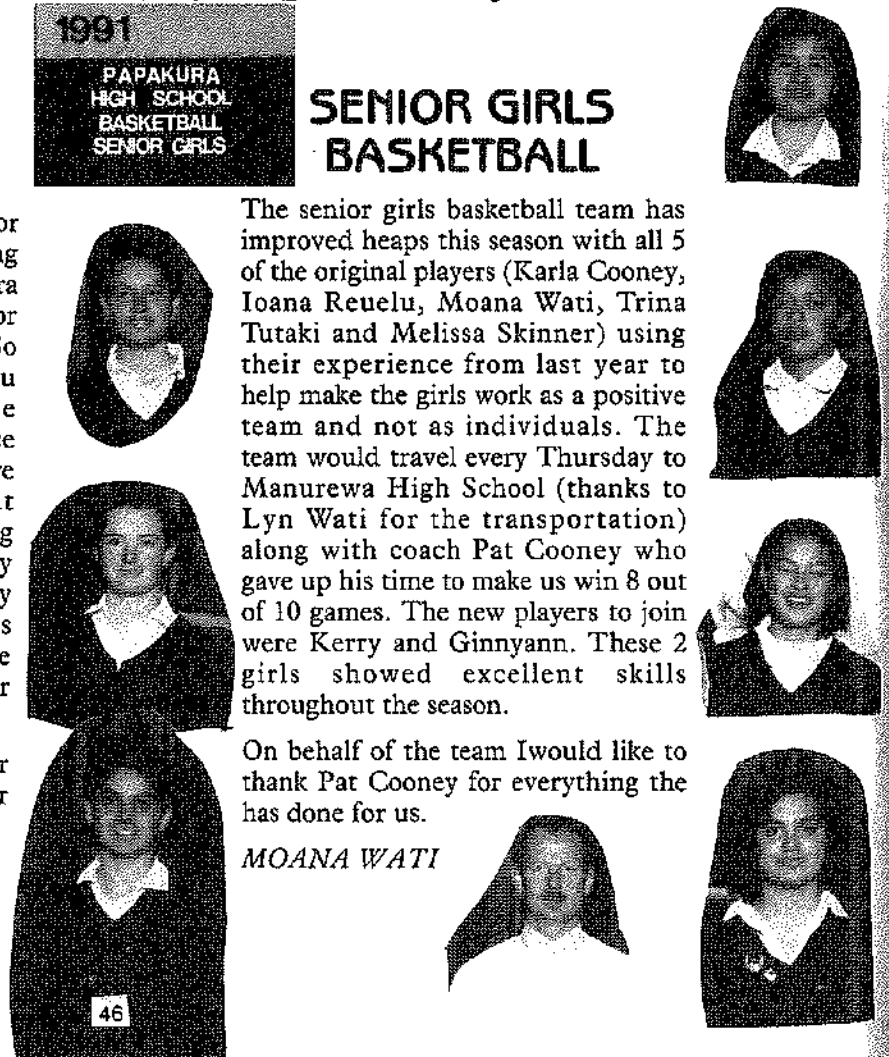 1991
PAPAKURA
HIGH SCHOOL
BASKETBALL
SENIOR GIRLS
SENIOR GIRLS
BASKETBALL
The senior girls basketball team has
improved heaps this season with all 5
of the original players (Karla Cooney,
Ioana Reuelu, Moana Wati, Trina
Tutaki and Melissa Skinner) using
their experience from last year to
help make the girls work as a positive
team and not as individuals. The
team would travel every Thursday to
Manurewa High School (thanks to
Lyn Wati for the transportation)
along with coach Pat Cooney who
gave up his time to make us win 8 out
of 10 games. The new players to join
were Kerry and Ginnyann. These 2
girls showed excellent skills
throughout the season.
On behalf of the team Iwould like to
thank Pat Cooney for everything the
has done for us.
MOANA WATI
46